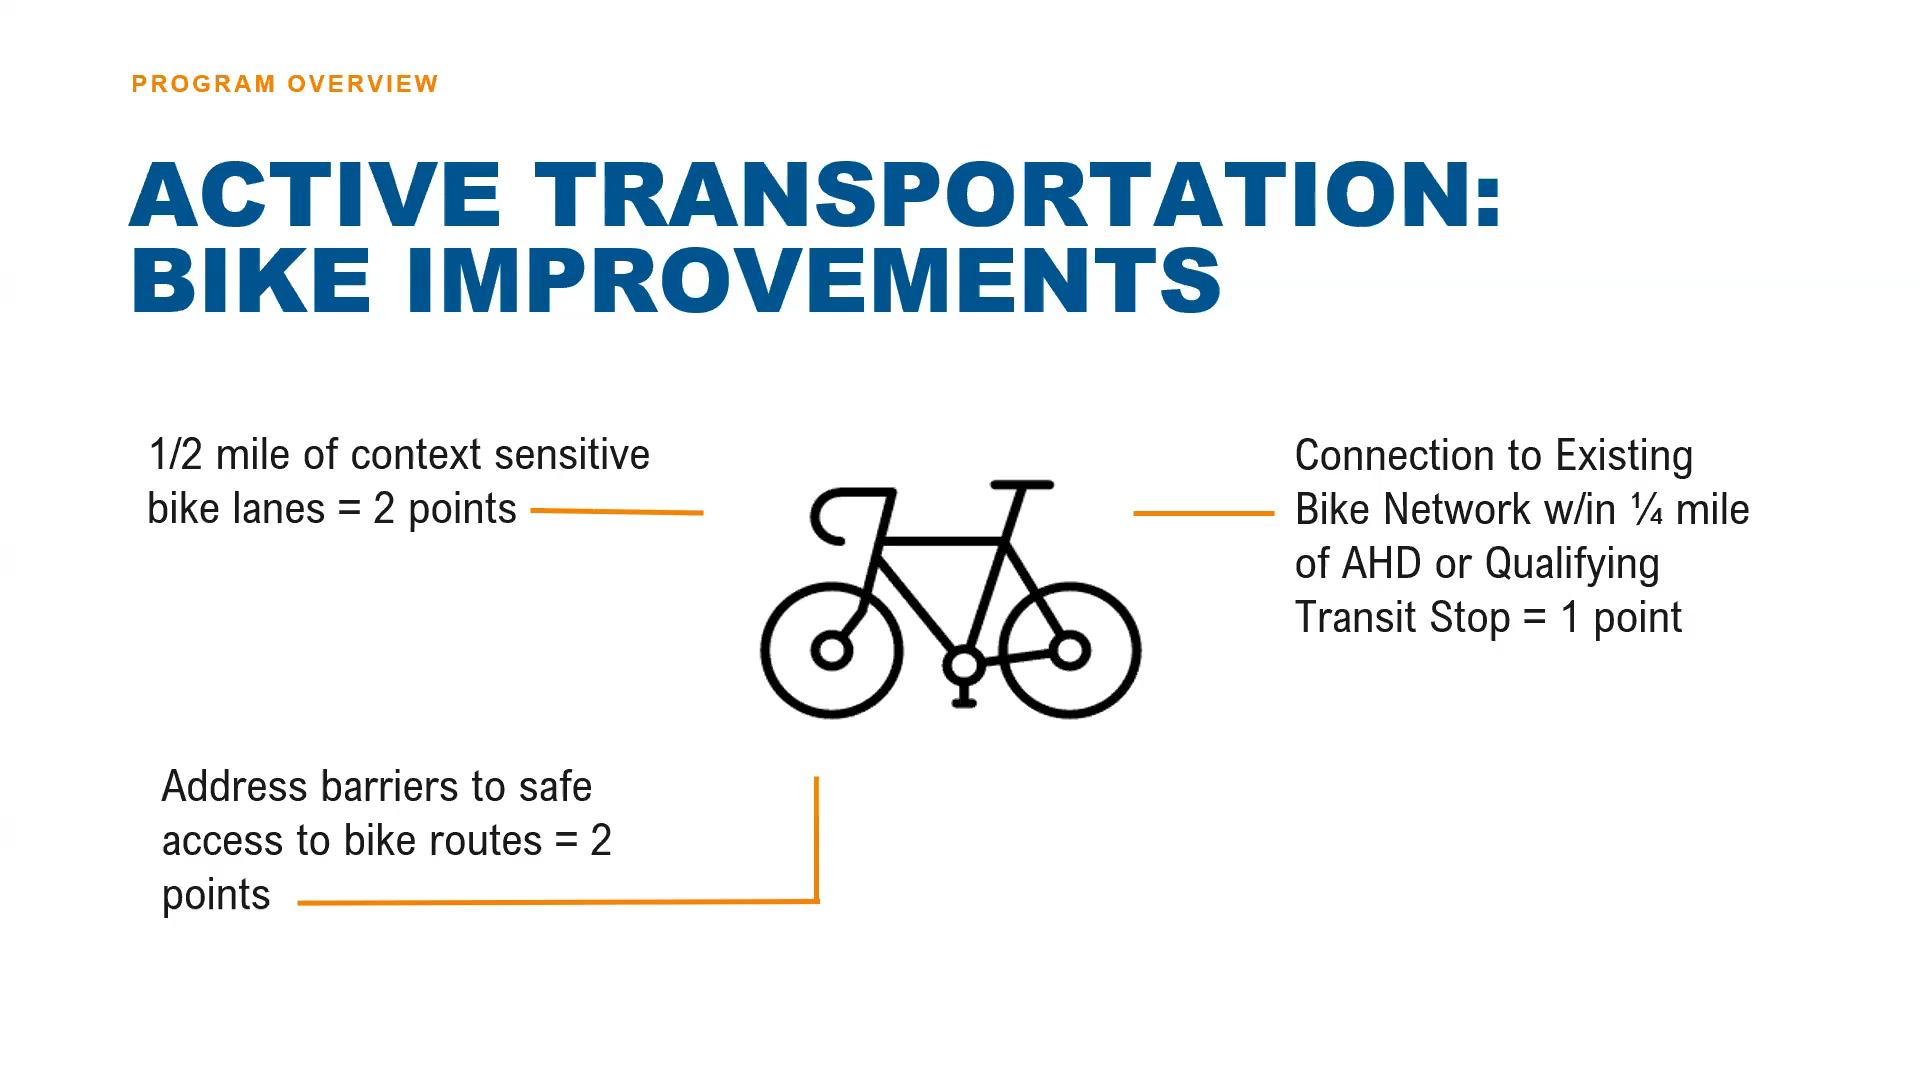 PROGRAM OVERVIEW
ACTIVE TRANSPORTATION:
BIKE IMPROVEMENTS
1/2 mile of context sensitive
bike lanes = 2 points
Connection to Existing
Bike Network w/in ¼ mile
of AHD or Qualifying
Transit Stop = 1 point
Address barriers to safe
access to bike routes = 2
points